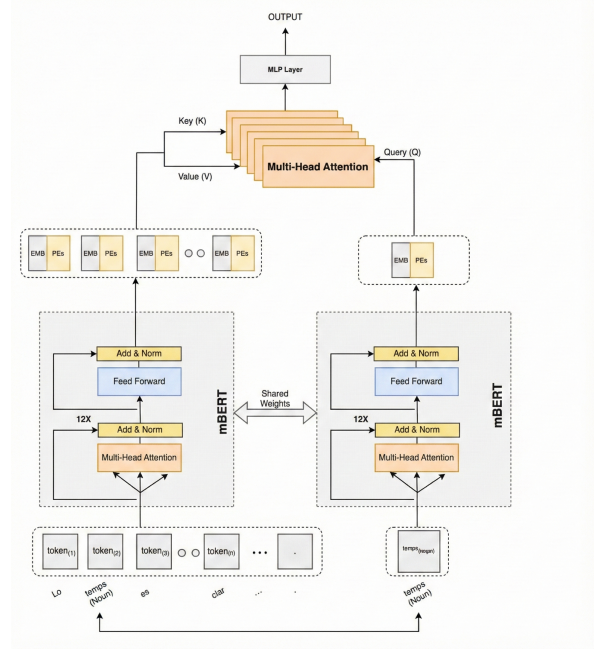 OUTPUT
MLP Layer
Key (K)
Query (Q)
Multi-Head Attention
Value (V)
EMB PEs EMB PEs EMB PEs EMB PEs
EMB PEs
Add & Norm
Feed Forward
12X
Add & Norm
Multi-Head Attention
mBERT
Shared
Weights
Add & Norm
Feed Forward
12X
Add & Norm
Multi-Head Attention
mBERT
token(1) token(2) token(3) token(n) ... .
temps(noun)
Lo temps es clar ... .
(Noun)
temps
(Noun)